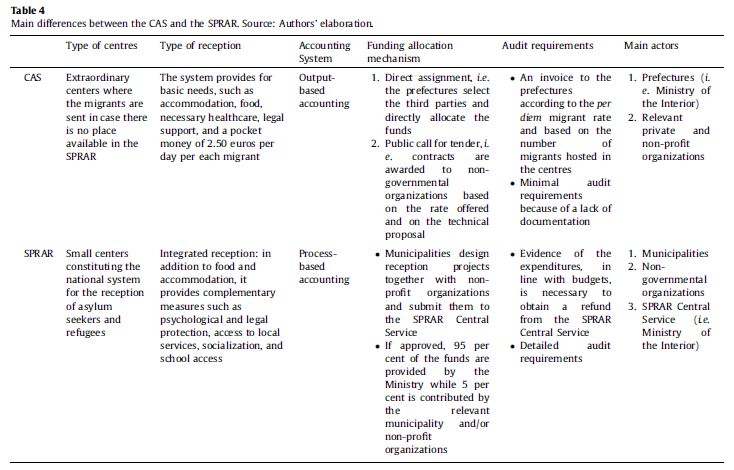 Table 4
Main differences between the CAS and the SPRAR. Source: Authors' elaboration.
Type of centres
Type of reception
Accounting
System
Funding allocation
mechanism
Audit requirements
Main actors
CAS
Extraordinary
centers where
the migrants are
sent in case there
is no place
available in the
SPRAR
The system provides for
basic needs, such as
accommodation, food,
necessary healthcare, legal
support, and a pocket
money of 2.50 euros per
day per each migrant
Output-
based
accounting
1. Direct assignment, i.e.
the prefectures select
the third parties and
directly allocate the
funds
2. Public call for tender, i.
e. contracts are
awarded to non-
governmental
organizations based
on the rate offered
and on the technical
proposal
• An invoice to the
prefectures
according to the per
diem migrant rate
and based on the
number of
migrants hosted in
the centres
• Minimal audit
requirements
because of a lack of
documentation
1. Prefectures (i.
e. Ministry of
the Interior)
2. Relevant
private and
non-profit
organizations
SPRAR
Small centers
constituting the
national system
for the reception
of asylum
seekers and
refugees
Integrated reception: in
addition to food and
accommodation, it
provides complementary
measures such as
psychological and legal
protection, access to local
services, socialization, and
school access
Process-
based
accounting
• Municipalities design
reception projects
together with non-
profit organizations
and submit them to
the SPRAR Central
Service
• If approved, 95 per
cent of the funds are
provided by the
Ministry while 5 per
cent is contributed by
the relevant
municipality and/or
non-profit
organizations
• Evidence of the
expenditures, in
line with budgets,
is necessary to
obtain a refund
from the SPRAR
Central Service
• Detailed audit
requirements
1. Municipalities
2. Non-
governmental
organizations
3. SPRAR Central
Service (i.e.
Ministry of
the Interior)